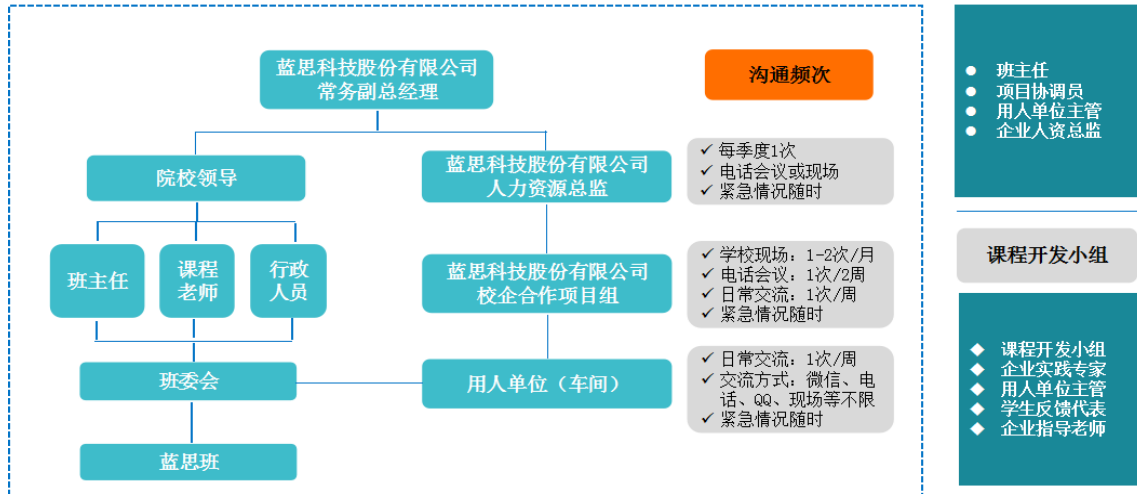 蓝思科技股份有限公司
常务副总经理
沟通频次
院校领导
蓝思科技股份有限公司
人力资源总监
✓ 每季度1次
✓ 电话会议或现场
✓ 紧急情况随时
班主任
课程
老师
行政
人员
蓝思科技股份有限公司
校企合作项目组
✓ 学校现场：1-2次/月
✓ 电话会议：1次/2周
✓ 日常交流：1次/周
✓ 紧急情况随时
班委会
用人单位（车间）
✓ 日常交流：1次/周
✓ 交流方式：微信、电
话、QQ、现场等不限
✓ 紧急情况随时
蓝思班
● 班主任
● 项目协调员
● 用人单位主管
● 企业人资总监
课程开发小组
◆ 课程开发小组
◆ 企业实践专家
◆ 用人单位主管
◆ 学生反馈代表
◆ 企业指导老师